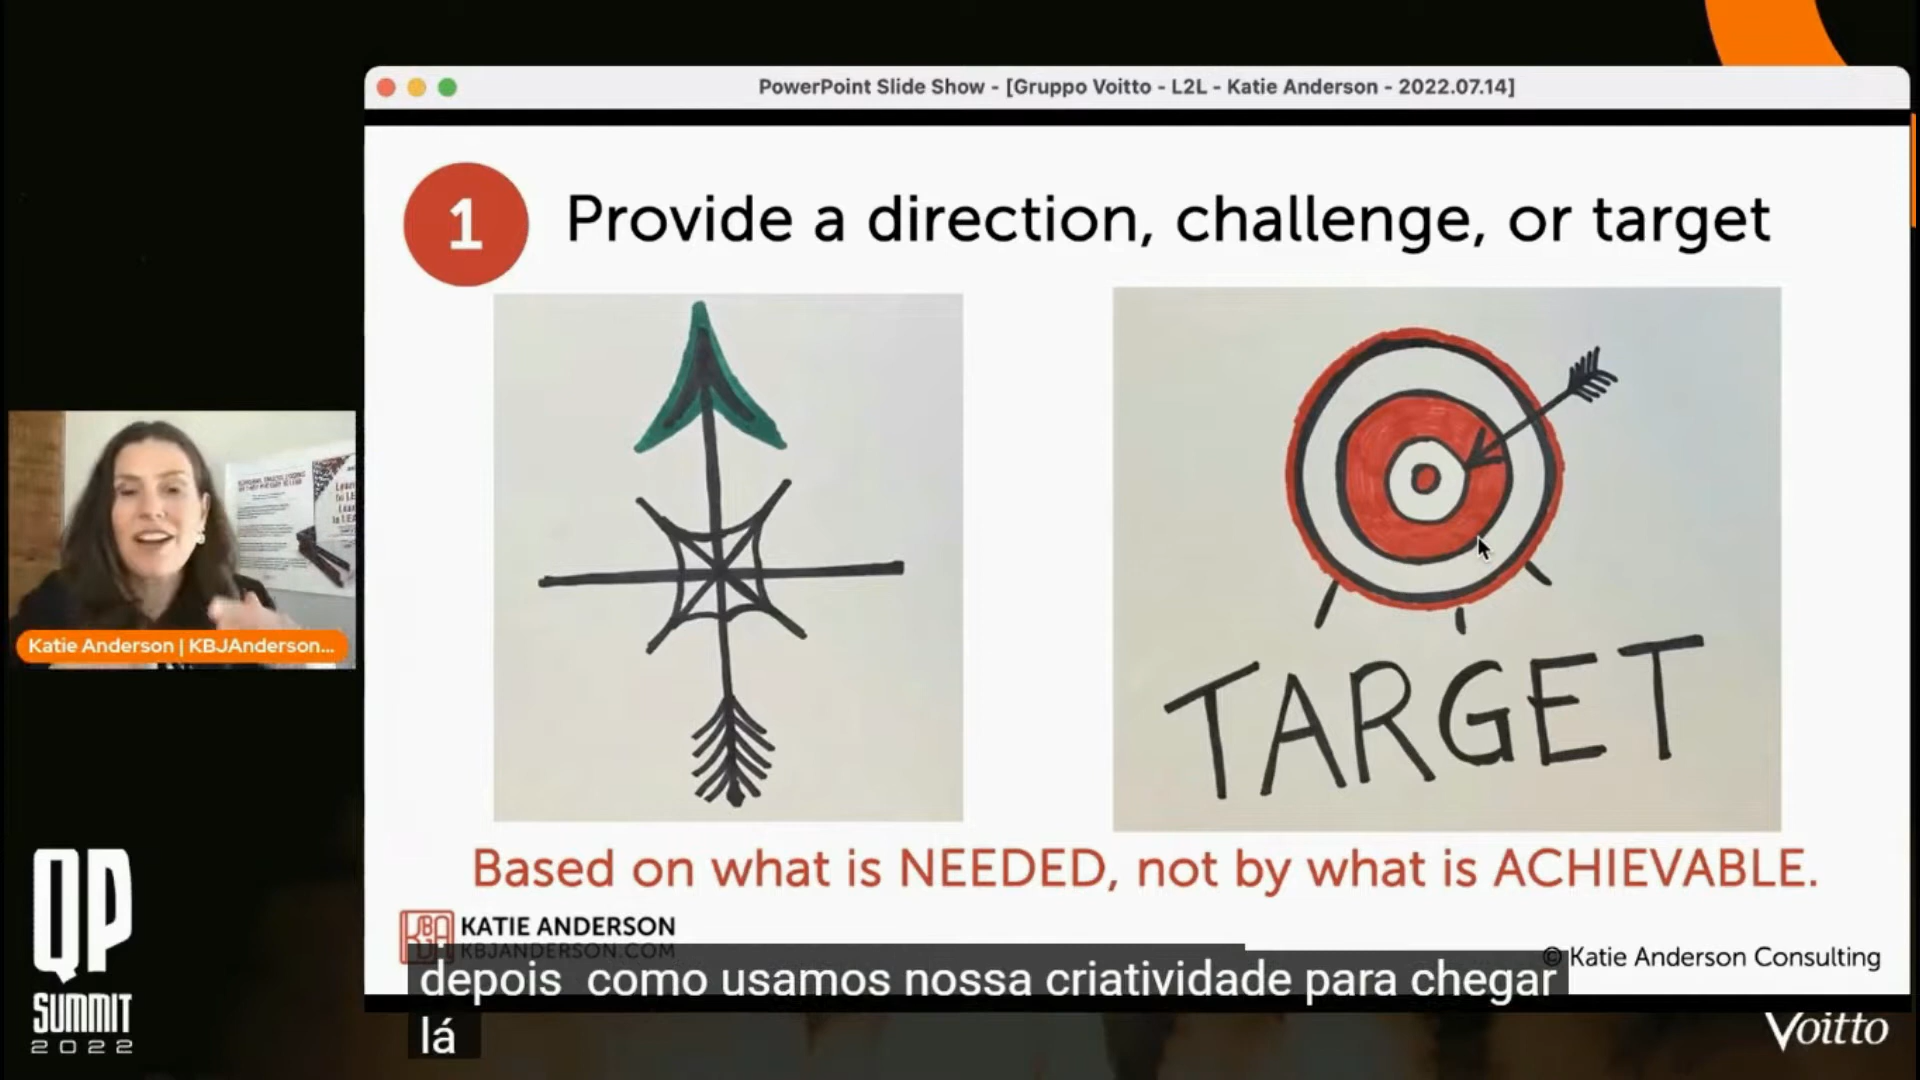 PowerPoint Slide Show - [Gruppo Voitto - L2L - Katie Anderson - 2022.07.14]
1
Provide a direction, challenge, or target
TARGET
Based on what is NEEDED, not by what is ACHIEVABLE.
KATIE ANDERSON
KBJANDERSON.COM
© Katie Anderson Consulting
Katie Anderson | KBJAnderson...
depois como usamos nossa criatividade para chegar
lá
QP
SUMMIT
2022
Voitto